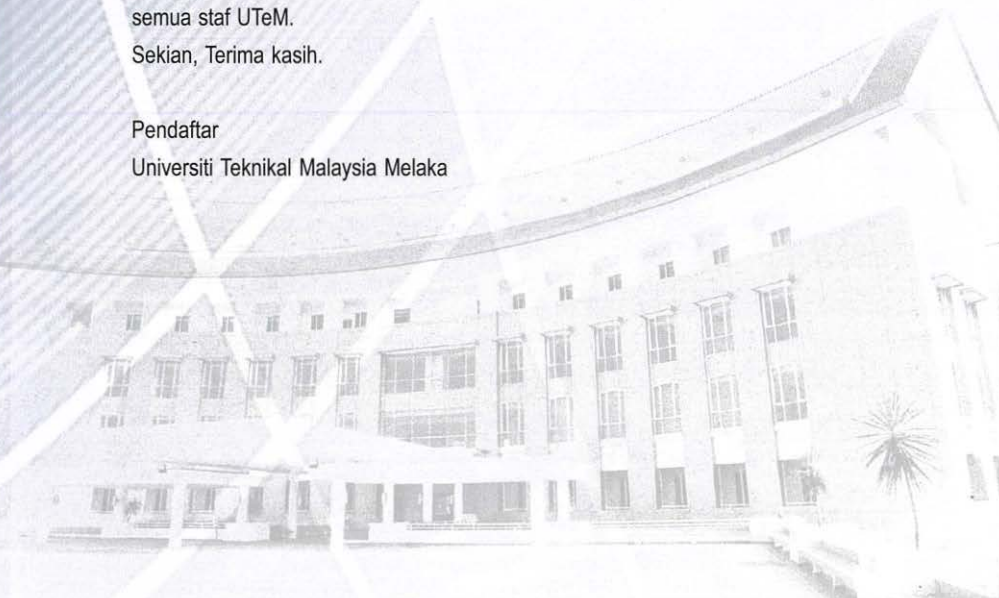 semua staf UTeM.
Sekian, Terima kasih.
Pendaftar
Universiti Teknikal Malaysia Melaka